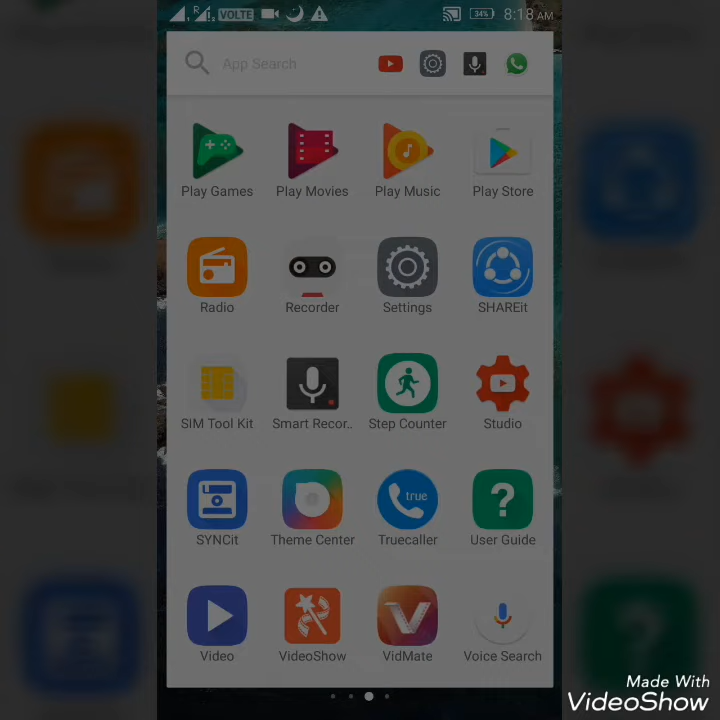 R VOLTE 34% 8:18 AM
App Search
Play Games Play Movies Play Music Play Store
Radio Recorder Settings SHAREit
SIM Tool Kit Smart Recor.. Step Counter Studio
true
SYNCit Theme Center Truecaller User Guide
Video VideoShow VidMate Voice Search
Made With
VideoShow